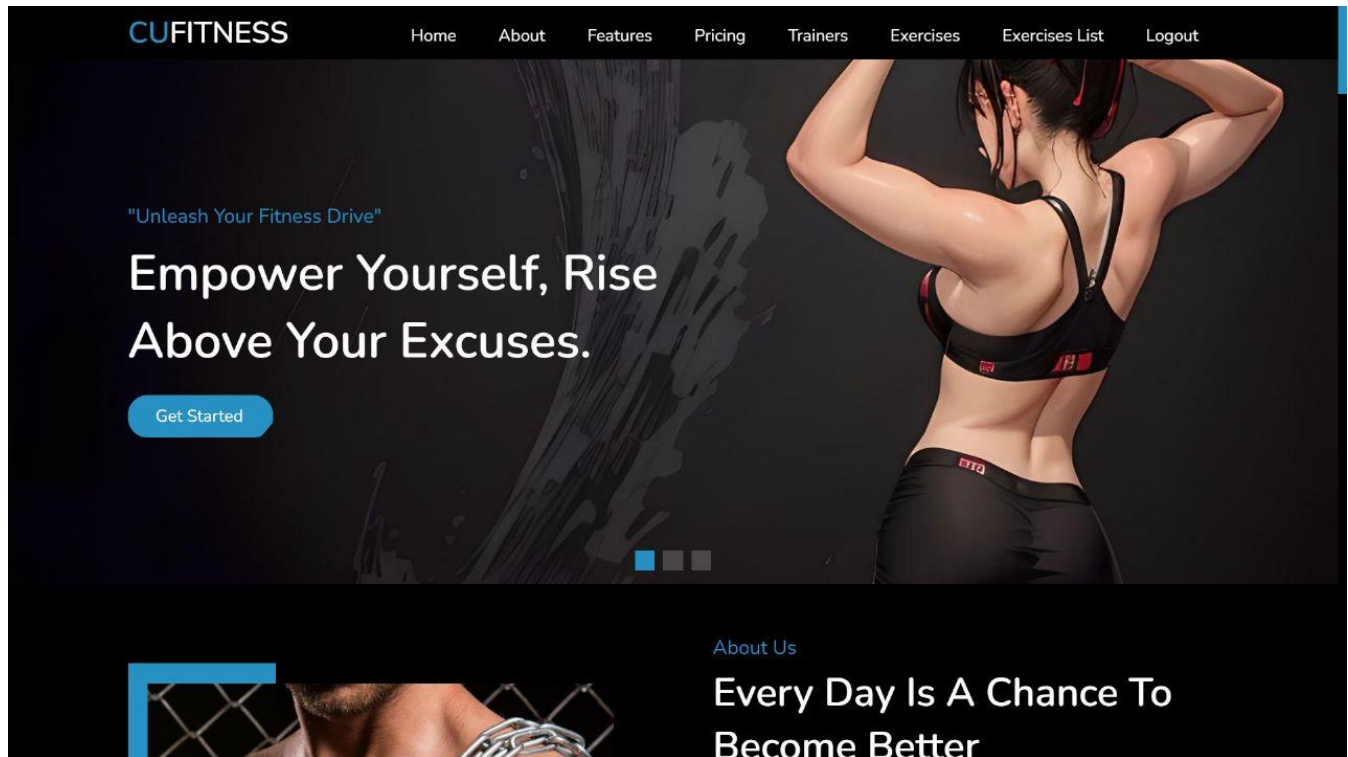 CUFITNESS
Home About Features Pricing Trainers Exercises Exercises List Logout
"Unleash Your Fitness Drive"
Empower Yourself, Rise
Above Your Excuses.
Get Started
About Us
Every Day Is A Chance To
Become Better